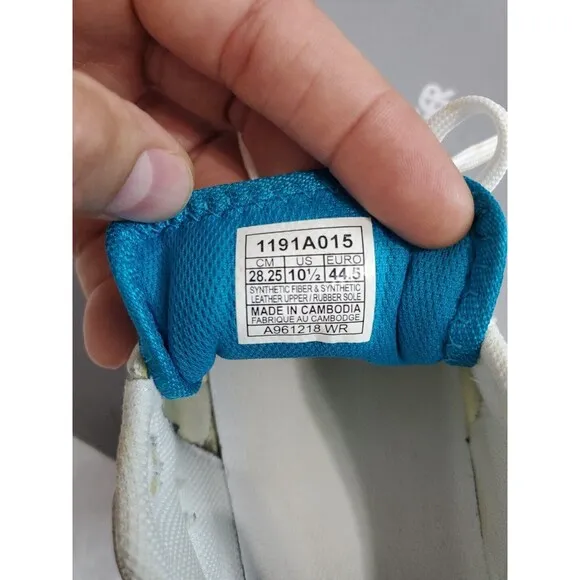 1191A015
CM US EURO
28.25 10½ 44.5
SYNTHETIC FIBER & SYNTHETIC
LEATHER UPPER / RUBBER SOLE
MADE IN CAMBODIA
FABRIQUE AU CAMBODGE
A961218 WR